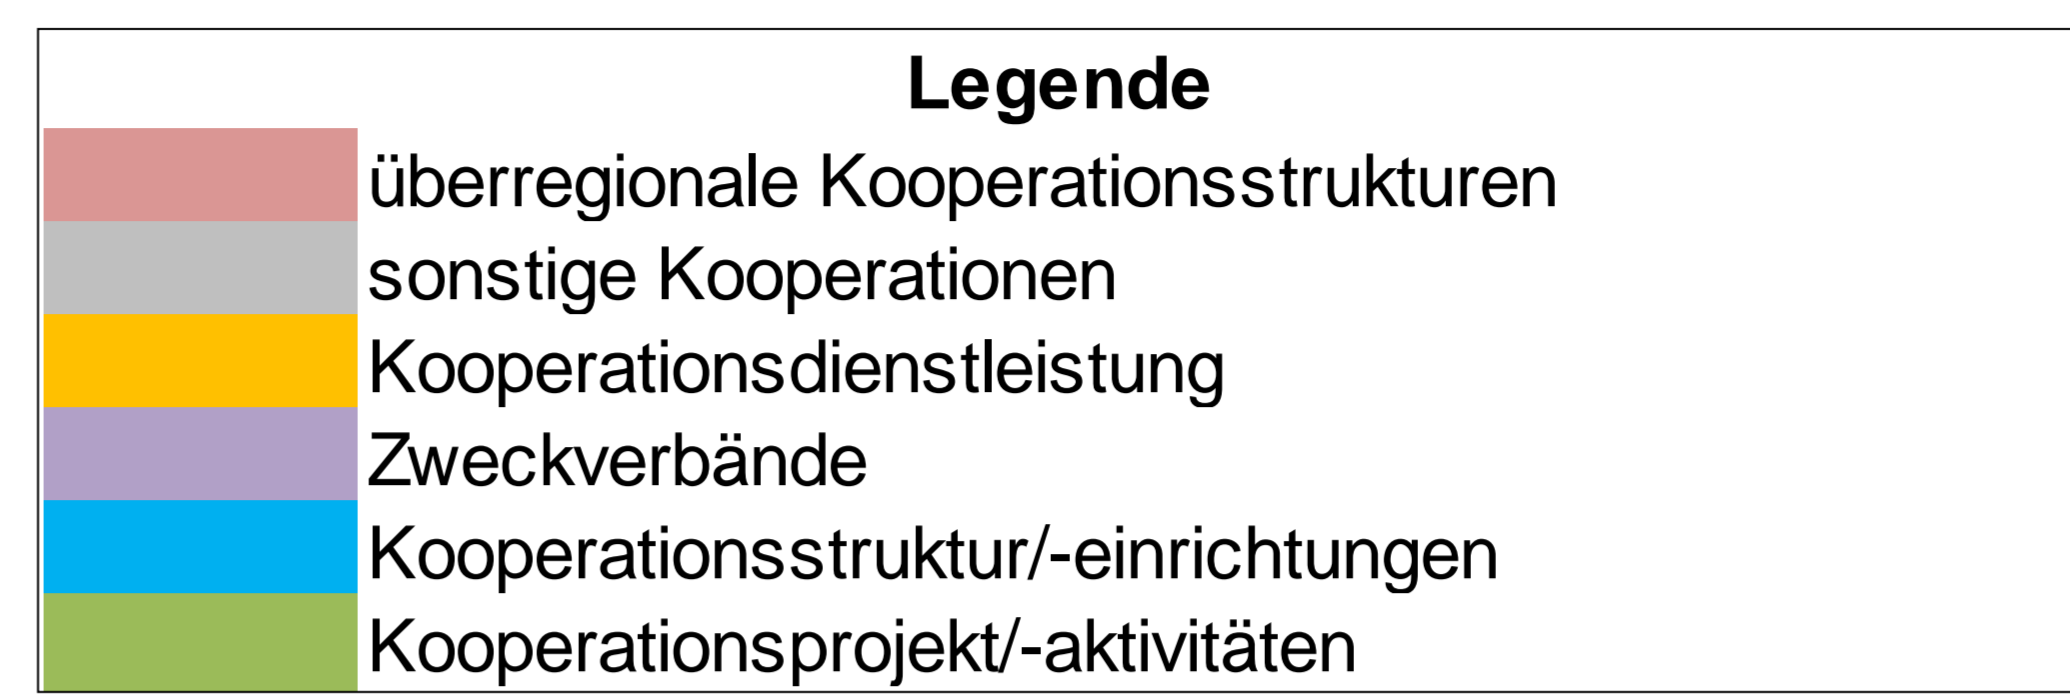 Legende
überregionale Kooperationsstrukturen
sonstige Kooperationen
Kooperationsdienstleistung
Zweckverbände
Kooperationsstruktur/-einrichtungen
Kooperationsprojekt/-aktivitäten